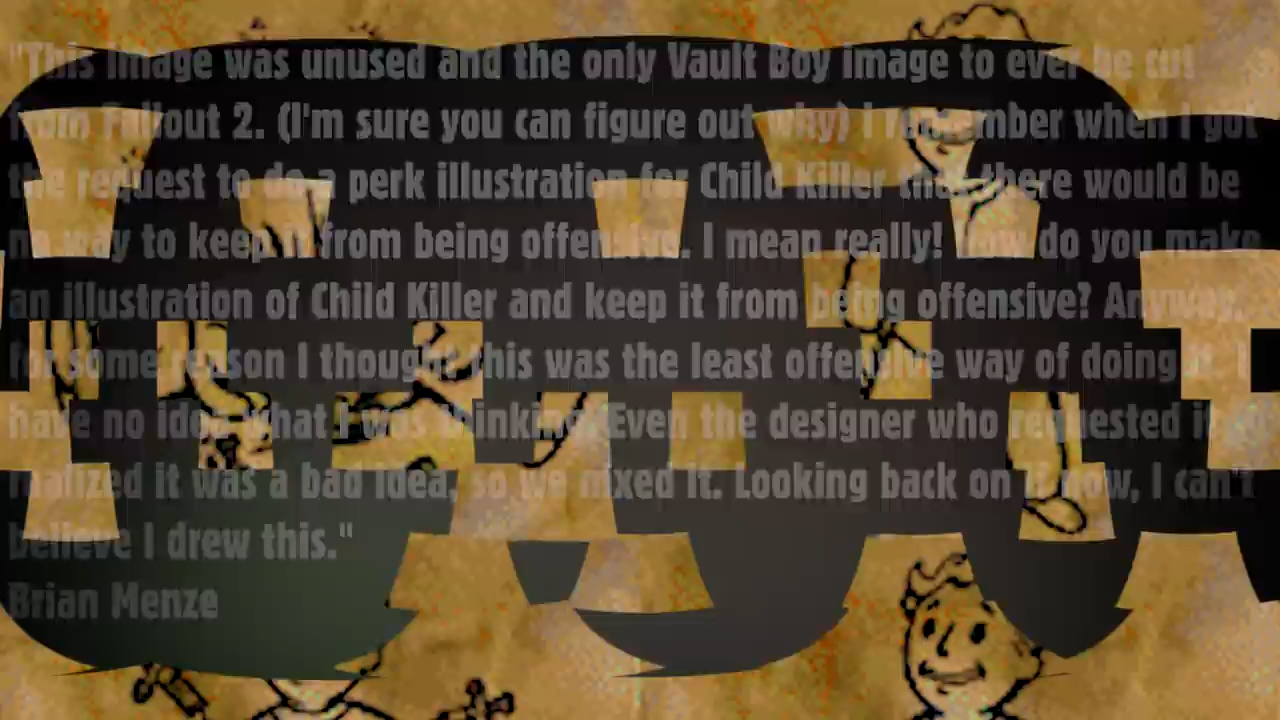 "This image was unused and the only Vault Boy image to ever be cut
from Fallout 2. (I'm sure you can figure out why) I remember when I got
the request to do a perk illustration for Child Killer and there would be
no way to keep it from being offensive. I mean really! How do you make
an illustration of Child Killer and keep it from being offensive? Anyway,
for some reason I thought this was the least offensive way of doing it. I
have no idea what I was thinking. Even the designer who requested it
realized it was a bad idea, so we nixed it. Looking back on it now, I can't
believe I drew this."
Brian Menze